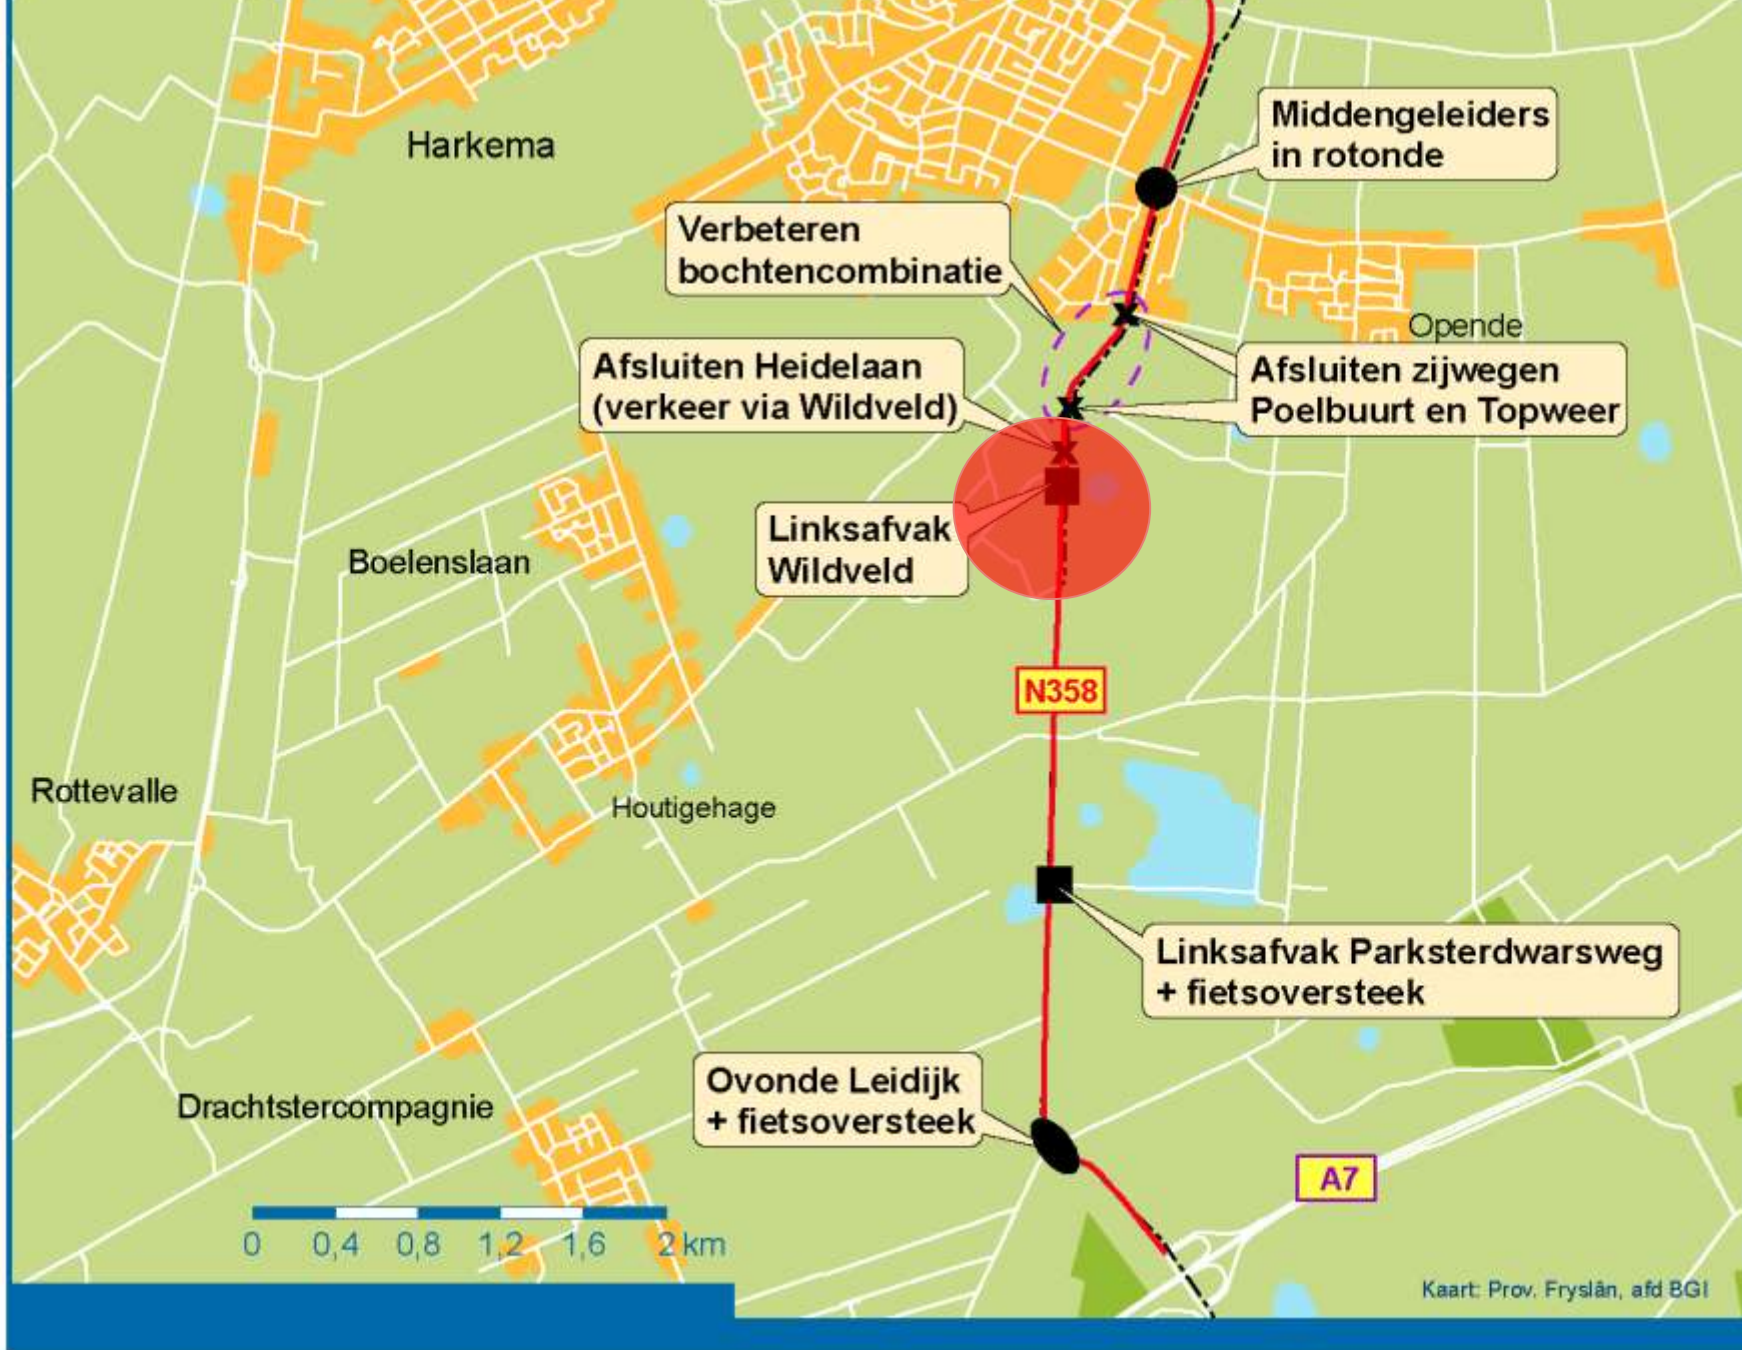 Harkema
Middengeleiders
in rotonde
Verbeteren
bochtencombinatie
Opende
Afsluiten Heidelaan
(verkeer via Wildveld)
Afsluiten zijwegen
Poelbuurt en Topweer
Linksafvak
Wildveld
Boelenslaan
N358
Rottevalle
Houtigehage
Linksafvak Parksterdwarsweg
+ fietsoversteek
Ovonde Leidijk
+ fietsoversteek
Drachtstercompagnie
A7
0 0,4 0,8 1,2 1,6 2 km
Kaart: Prov. Fryslân, afd BGI